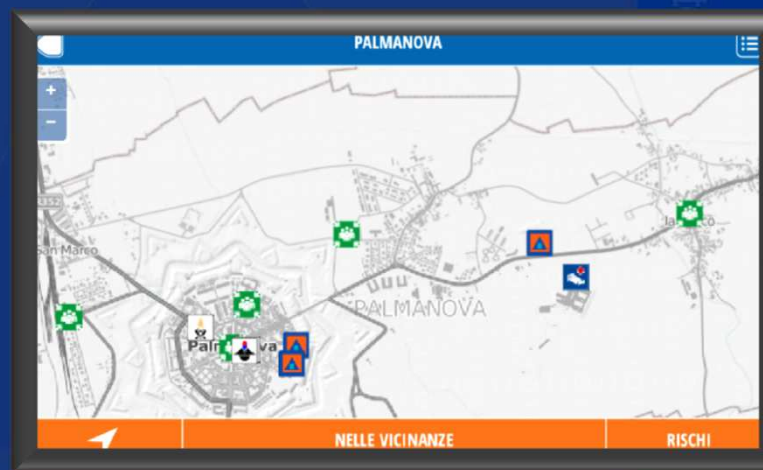 PALMANOVA
+
−
San Marco
PALMANOVA
NELLE VICINANZE
RISCHI